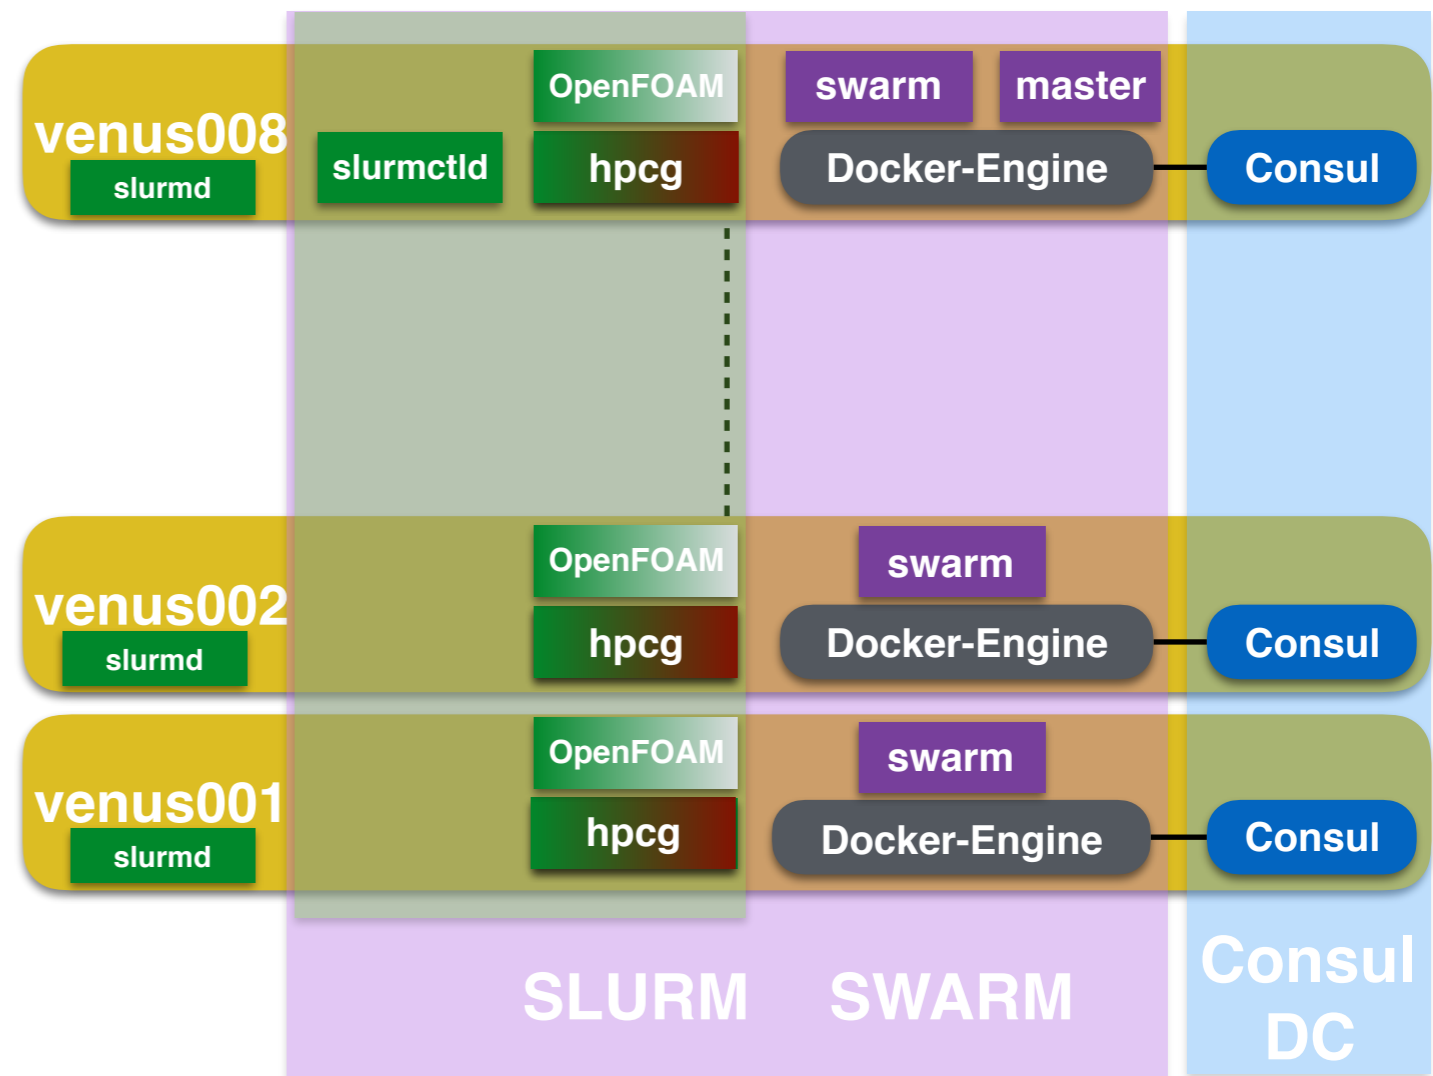 OpenFOAM
swarm
master
venus008
slurmctld
hpcg
Docker-Engine
Consul
slurmd
OpenFOAM
swarm
venus002
hpcg
Docker-Engine
Consul
slurmd
OpenFOAM
swarm
venus001
hpcg
Docker-Engine
Consul
slurmd
SLURM
SWARM
Consul
DC